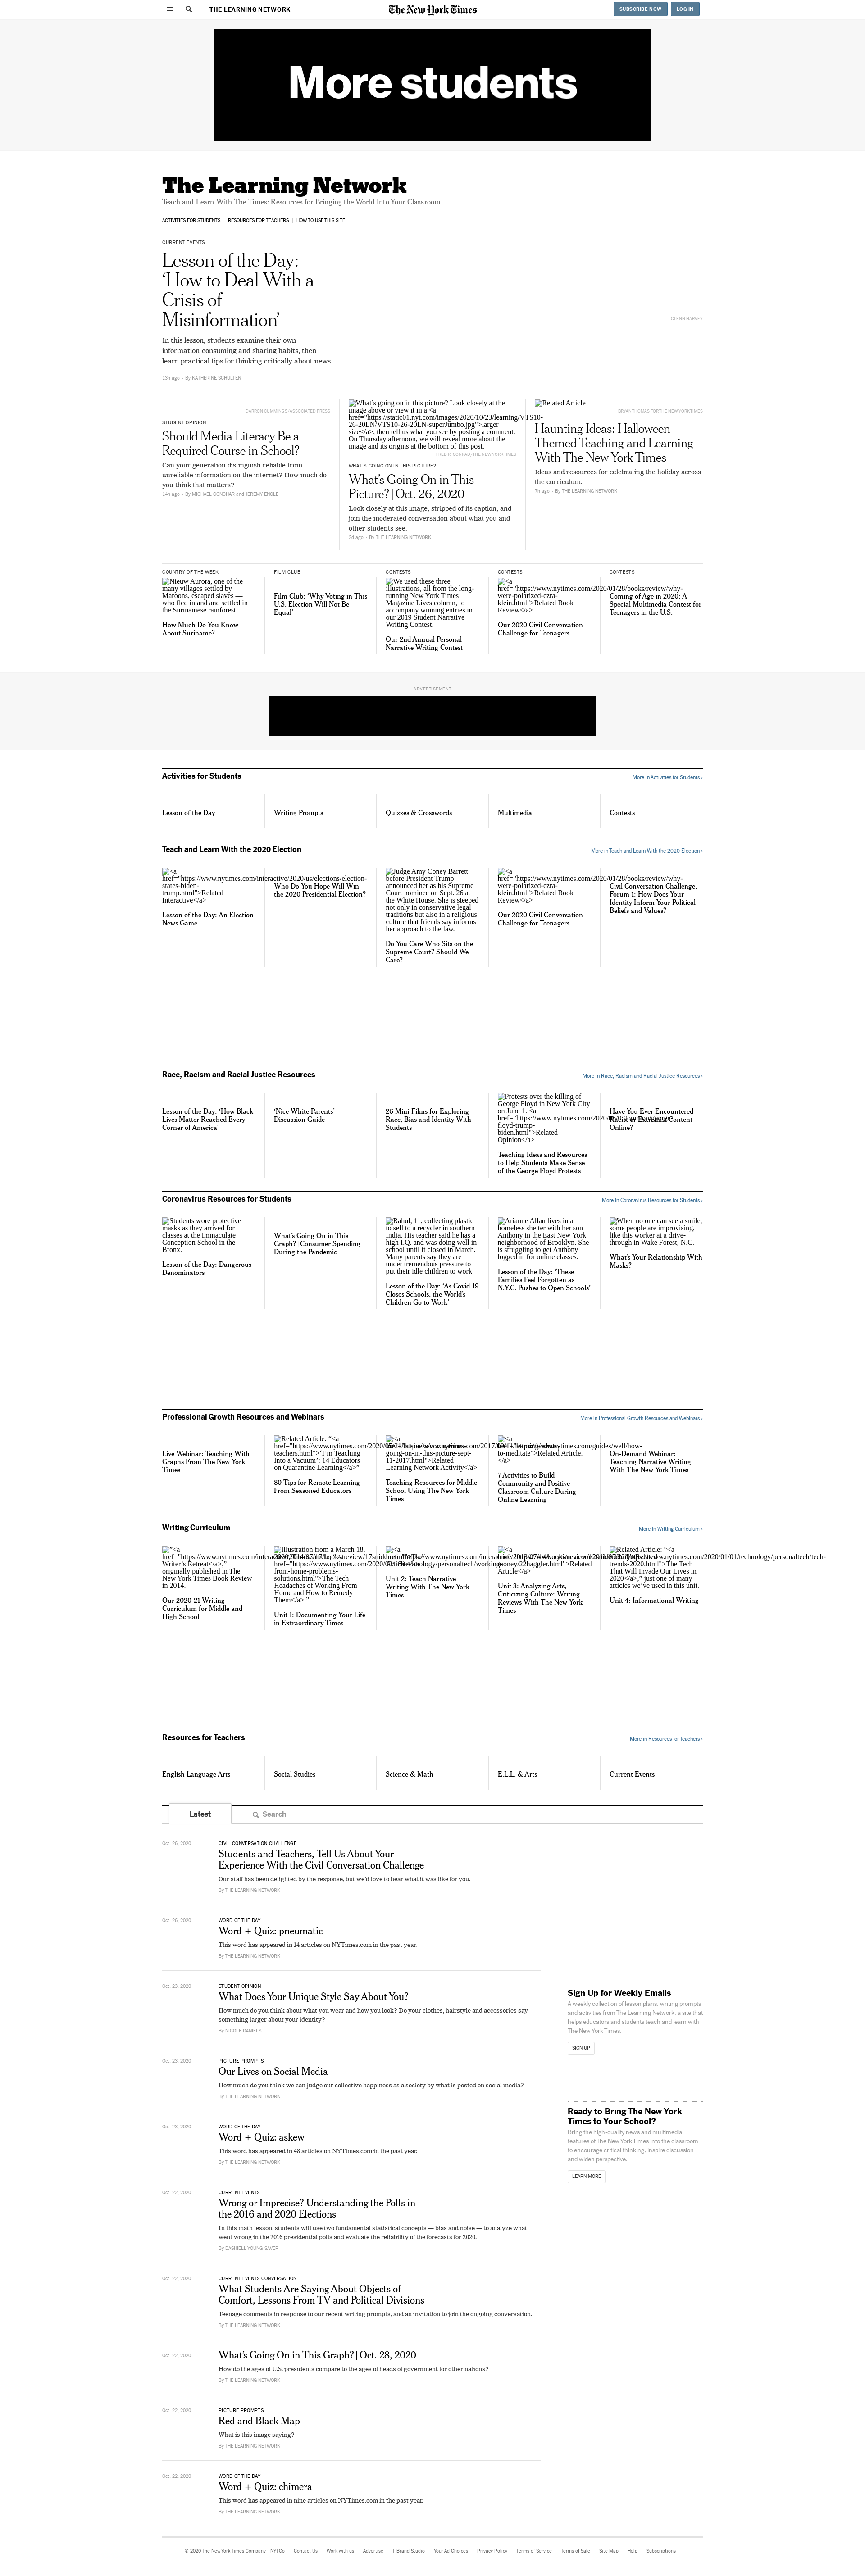 THE LEARNING NETWORK
The New York Times
SUBSCRIBE NOW
LOG IN
More students
The Learning Network
Teach and Learn With The Times: Resources for Bringing the World Into Your Classroom
ACTIVITIES FOR STUDENTS
RESOURCES FOR TEACHERS
HOW TO USE THIS SITE
CURRENT EVENTS
Lesson of the Day:
‘How to Deal With a
Crisis of
Misinformation’
In this lesson, students examine their own
information-consuming and sharing habits, then
learn practical tips for thinking critically about news.
13h ago · By KATHERINE SCHULTEN
GLENN HARVEY
DARRON CUMMINGS/ASSOCIATED PRESS
STUDENT OPINION
Should Media Literacy Be a
Required Course in School?
Can your generation distinguish reliable from
unreliable information on the internet? How much do
you think that matters?
14h ago · By MICHAEL GONCHAR and JEREMY ENGLE
What’s going on in this picture? Look closely at the
image above or view it in a <a
href="https://static01.nyt.com/images/2020/10/23/learning/VTS10-
26-20LN/VTS10-26-20LN-superJumbo.jpg">larger
size</a>, then tell us what you see by posting a comment.
On Thursday afternoon, we will reveal more about the
image and its origins at the bottom of this post.
FRED R. CONRAD/THE NEW YORK TIMES
WHAT'S GOING ON IN THIS PICTURE?
What’s Going On in This
Picture? | Oct. 26, 2020
Look closely at this image, stripped of its caption, and
join the moderated conversation about what you and
other students see.
2d ago · By THE LEARNING NETWORK
Related Article
BRYAN THOMAS FOR THE NEW YORK TIMES
Haunting Ideas: Halloween-
Themed Teaching and Learning
With The New York Times
Ideas and resources for celebrating the holiday across
the curriculum.
7h ago · By THE LEARNING NETWORK
COUNTRY OF THE WEEK
Nieuw Aurora, one of the
many villages settled by
Maroons, escaped slaves —
who fled inland and settled in
the Surinamese forest.
How Much Do You Know
About Suriname?
FILM CLUB
Film Club: ‘Why Voting in This
U.S. Election Will Not Be
Equal’
CONTESTS
We used these three
illustrations, all from the long-
running New York Times
Magazine Lives column, to
accompany winning entries in
our 2019 Student Narrative
Writing Contest.
Our 2nd Annual Personal
Narrative Writing Contest
CONTESTS
<a
href="https://www.nytimes.com/2020/01/28/books/review/why-
were-polarized-ezra-
klein.html">Related Book
Review</a>
Our 2020 Civil Conversation
Challenge for Teenagers
CONTESTS
Coming of Age in 2020: A
Special Multimedia Contest for
Teenagers in the U.S.
ADVERTISEMENT
Activities for Students
More in Activities for Students ›
Lesson of the Day
Writing Prompts
Quizzes & Crosswords
Multimedia
Contests
Teach and Learn With the 2020 Election
More in Teach and Learn With the 2020 Election ›
<a
href="https://www.nytimes.com/interactive/2020/us/elections/election-
states-biden-
trump.html">Related
Interactive</a>
Lesson of the Day: An Election
News Game
Who Do You Hope Will Win
the 2020 Presidential Election?
Judge Amy Coney Barrett
before President Trump
announced her as his Supreme
Court nominee on Sept. 26 at
the White House. She is steeped
not only in conservative legal
traditions but also in a religious
culture that friends say informs
her approach to the law.
Do You Care Who Sits on the
Supreme Court? Should We
Care?
<a
href="https://www.nytimes.com/2020/01/28/books/review/why-
were-polarized-ezra-
klein.html">Related Book
Review</a>
Our 2020 Civil Conversation
Challenge for Teenagers
Civil Conversation Challenge,
Forum 1: How Does Your
Identity Inform Your Political
Beliefs and Values?
Race, Racism and Racial Justice Resources
More in Race, Racism and Racial Justice Resources ›
Lesson of the Day: ‘How Black
Lives Matter Reached Every
Corner of America’
‘Nice White Parents’
Discussion Guide
26 Mini-Films for Exploring
Race, Bias and Identity With
Students
Protests over the killing of
George Floyd in New York City
on June 1. <a
floyd-trump-
biden.html">Related
Opinion</a>
Teaching Ideas and Resources
to Help Students Make Sense
of the George Floyd Protests
Have You Ever Encountered
Racist or Extremist Content
Online?
Coronavirus Resources for Students
More in Coronavirus Resources for Students ›
Students wore protective
masks as they arrived for
classes at the Immaculate
Conception School in the
Bronx.
Lesson of the Day: Dangerous
Denominators
What’s Going On in This
Graph? | Consumer Spending
During the Pandemic
Rahul, 11, collecting plastic
to sell to a recycler in southern
India. His teacher said he has a
high I.Q. and was doing well in
school until it closed in March.
Many parents say they are
under tremendous pressure to
put their idle children to work.
Lesson of the Day: ‘As Covid-19
Closes Schools, the World’s
Children Go to Work’
Arianne Allan lives in a
homeless shelter with her son
Anthony in the East New York
neighborhood of Brooklyn. She
is struggling to get Anthony
logged in for online classes.
Lesson of the Day: ‘These
Families Feel Forgotten as
N.Y.C. Pushes to Open Schools’
When no one can see a smile,
some people are improvising,
like this worker at a drive-
through in Wake Forest, N.C.
What’s Your Relationship With
Masks?
Professional Growth Resources and Webinars
More in Professional Growth Resources and Webinars ›
Live Webinar: Teaching With
Graphs From The New York
Times
Related Article: “<a
teachers.html">‘I’m Teaching
Into a Vacuum’: 14 Educators
on Quarantine Learning</a>”
80 Tips for Remote Learning
From Seasoned Educators
<a
going-on-in-this-picture-sept-
11-2017.html">Related
Learning Network Activity</a>
Teaching Resources for Middle
School Using The New York
Times
<a
to-meditate">Related Article.
</a>
7 Activities to Build
Community and Positive
Classroom Culture During
Online Learning
On-Demand Webinar:
Teaching Narrative Writing
With The New York Times
Writing Curriculum
More in Writing Curriculum ›
Writer’s Retreat</a>,”
originally published in The
New York Times Book Review
in 2014.
Our 2020-21 Writing
Curriculum for Middle and
High School
Illustration from a March 18,
from-home-problems-
solutions.html">The Tech
Headaches of Working From
Home and How to Remedy
Them</a>.”
Unit 1: Documenting Your Life
in Extraordinary Times
Unit 2: Teach Narrative
Writing With The New York
Times
money/22haggler.html">Related
Article</a>
Unit 3: Analyzing Arts,
Criticizing Culture: Writing
Reviews With The New York
Times
Related Article: “<a
trends-2020.html">The Tech
That Will Invade Our Lives in
2020</a>,” just one of many
articles we’ve used in this unit.
Unit 4: Informational Writing
Resources for Teachers
More in Resources for Teachers ›
English Language Arts
Social Studies
Science & Math
E.L.L. & Arts
Current Events
Latest
Search
Oct. 26, 2020
CIVIL CONVERSATION CHALLENGE
Students and Teachers, Tell Us About Your
Experience With the Civil Conversation Challenge
Our staff has been delighted by the response, but we’d love to hear what it was like for you.
By THE LEARNING NETWORK
Oct. 26, 2020
WORD OF THE DAY
Word + Quiz: pneumatic
This word has appeared in 14 articles on NYTimes.com in the past year.
By THE LEARNING NETWORK
Oct. 23, 2020
STUDENT OPINION
What Does Your Unique Style Say About You?
How much do you think about what you wear and how you look? Do your clothes, hairstyle and accessories say
something larger about your identity?
By NICOLE DANIELS
Oct. 23, 2020
PICTURE PROMPTS
Our Lives on Social Media
How much do you think we can judge our collective happiness as a society by what is posted on social media?
By THE LEARNING NETWORK
Oct. 23, 2020
WORD OF THE DAY
Word + Quiz: askew
This word has appeared in 48 articles on NYTimes.com in the past year.
By THE LEARNING NETWORK
Oct. 22, 2020
CURRENT EVENTS
Wrong or Imprecise? Understanding the Polls in
the 2016 and 2020 Elections
In this math lesson, students will use two fundamental statistical concepts — bias and noise — to analyze what
went wrong in the 2016 presidential polls and evaluate the reliability of the forecasts for 2020.
By DASHIELL YOUNG-SAVER
Oct. 22, 2020
CURRENT EVENTS CONVERSATION
What Students Are Saying About Objects of
Comfort, Lessons From TV and Political Divisions
Teenage comments in response to our recent writing prompts, and an invitation to join the ongoing conversation.
By THE LEARNING NETWORK
Oct. 22, 2020
What’s Going On in This Graph? | Oct. 28, 2020
How do the ages of U.S. presidents compare to the ages of heads of government for other nations?
By THE LEARNING NETWORK
Oct. 22, 2020
PICTURE PROMPTS
Red and Black Map
What is this image saying?
By THE LEARNING NETWORK
Oct. 22, 2020
WORD OF THE DAY
Word + Quiz: chimera
This word has appeared in nine articles on NYTimes.com in the past year.
By THE LEARNING NETWORK
Sign Up for Weekly Emails
A weekly collection of lesson plans, writing prompts
and activities from The Learning Network, a site that
helps educators and students teach and learn with
The New York Times.
SIGN UP
Ready to Bring The New York
Times to Your School?
Bring the high-quality news and multimedia
features of The New York Times into the classroom
to encourage critical thinking, inspire discussion
and widen perspective.
LEARN MORE
© 2020 The New York Times Company
NYTCo
Contact Us
Work with us
Advertise
T Brand Studio
Your Ad Choices
Privacy Policy
Terms of Service
Terms of Sale
Site Map
Help
Subscriptions